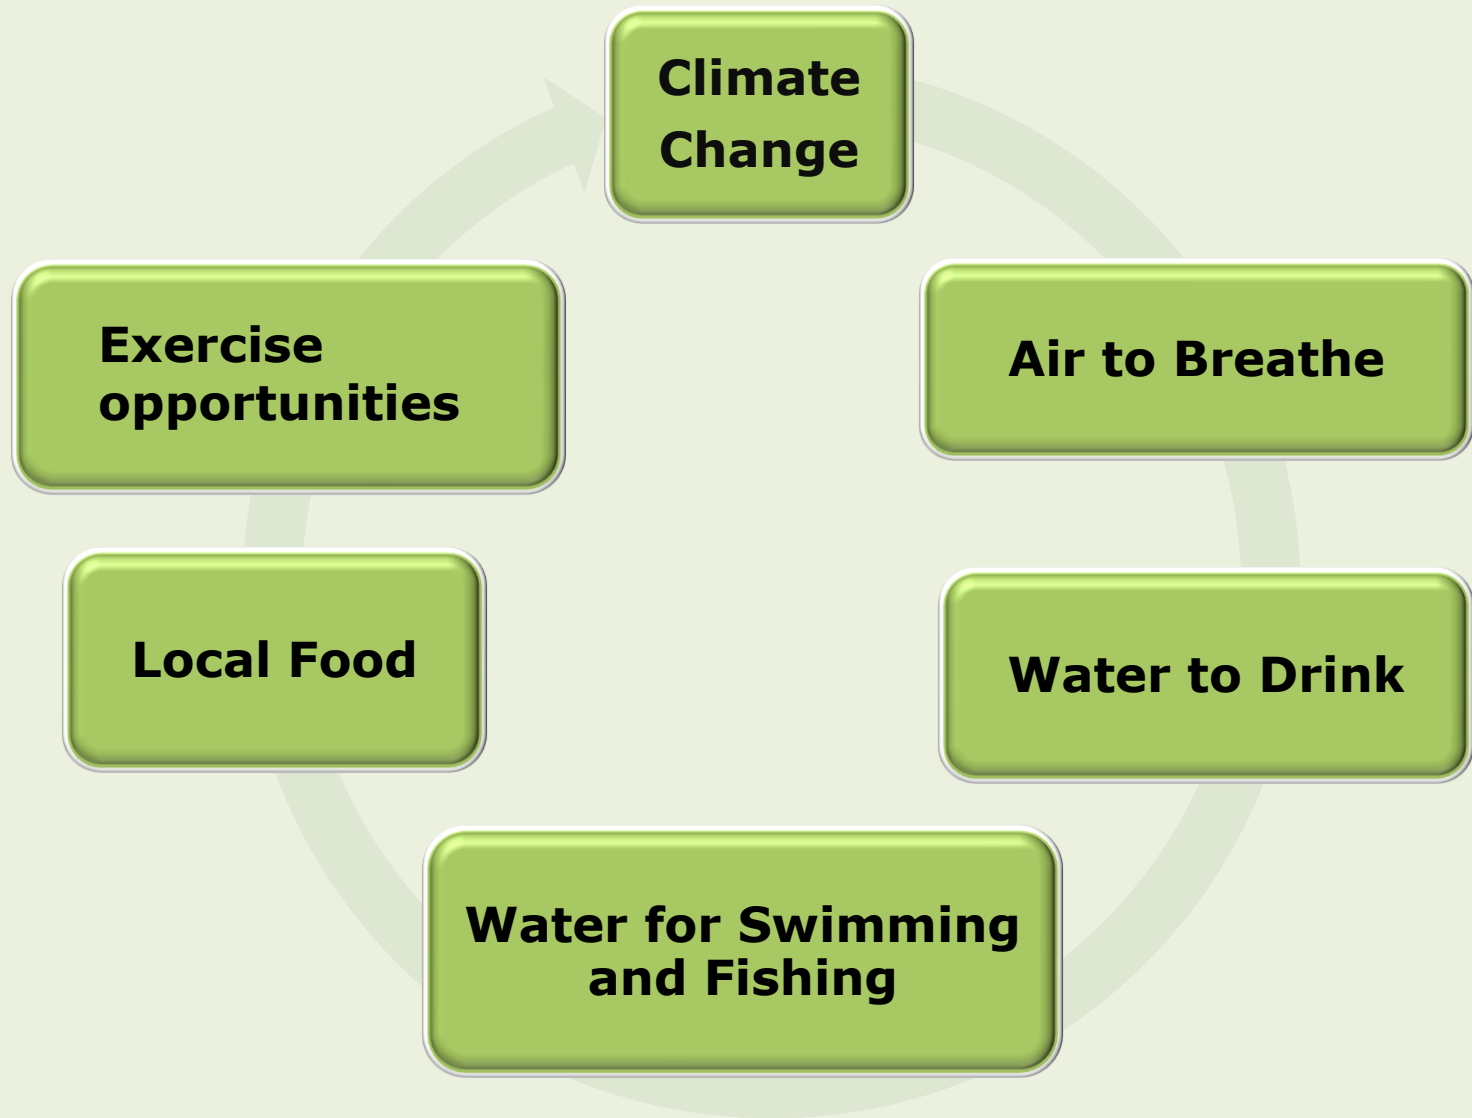 Climate
Change
Air to Breathe
Water to Drink
Water for Swimming
and Fishing
Local Food
Exercise
opportunities